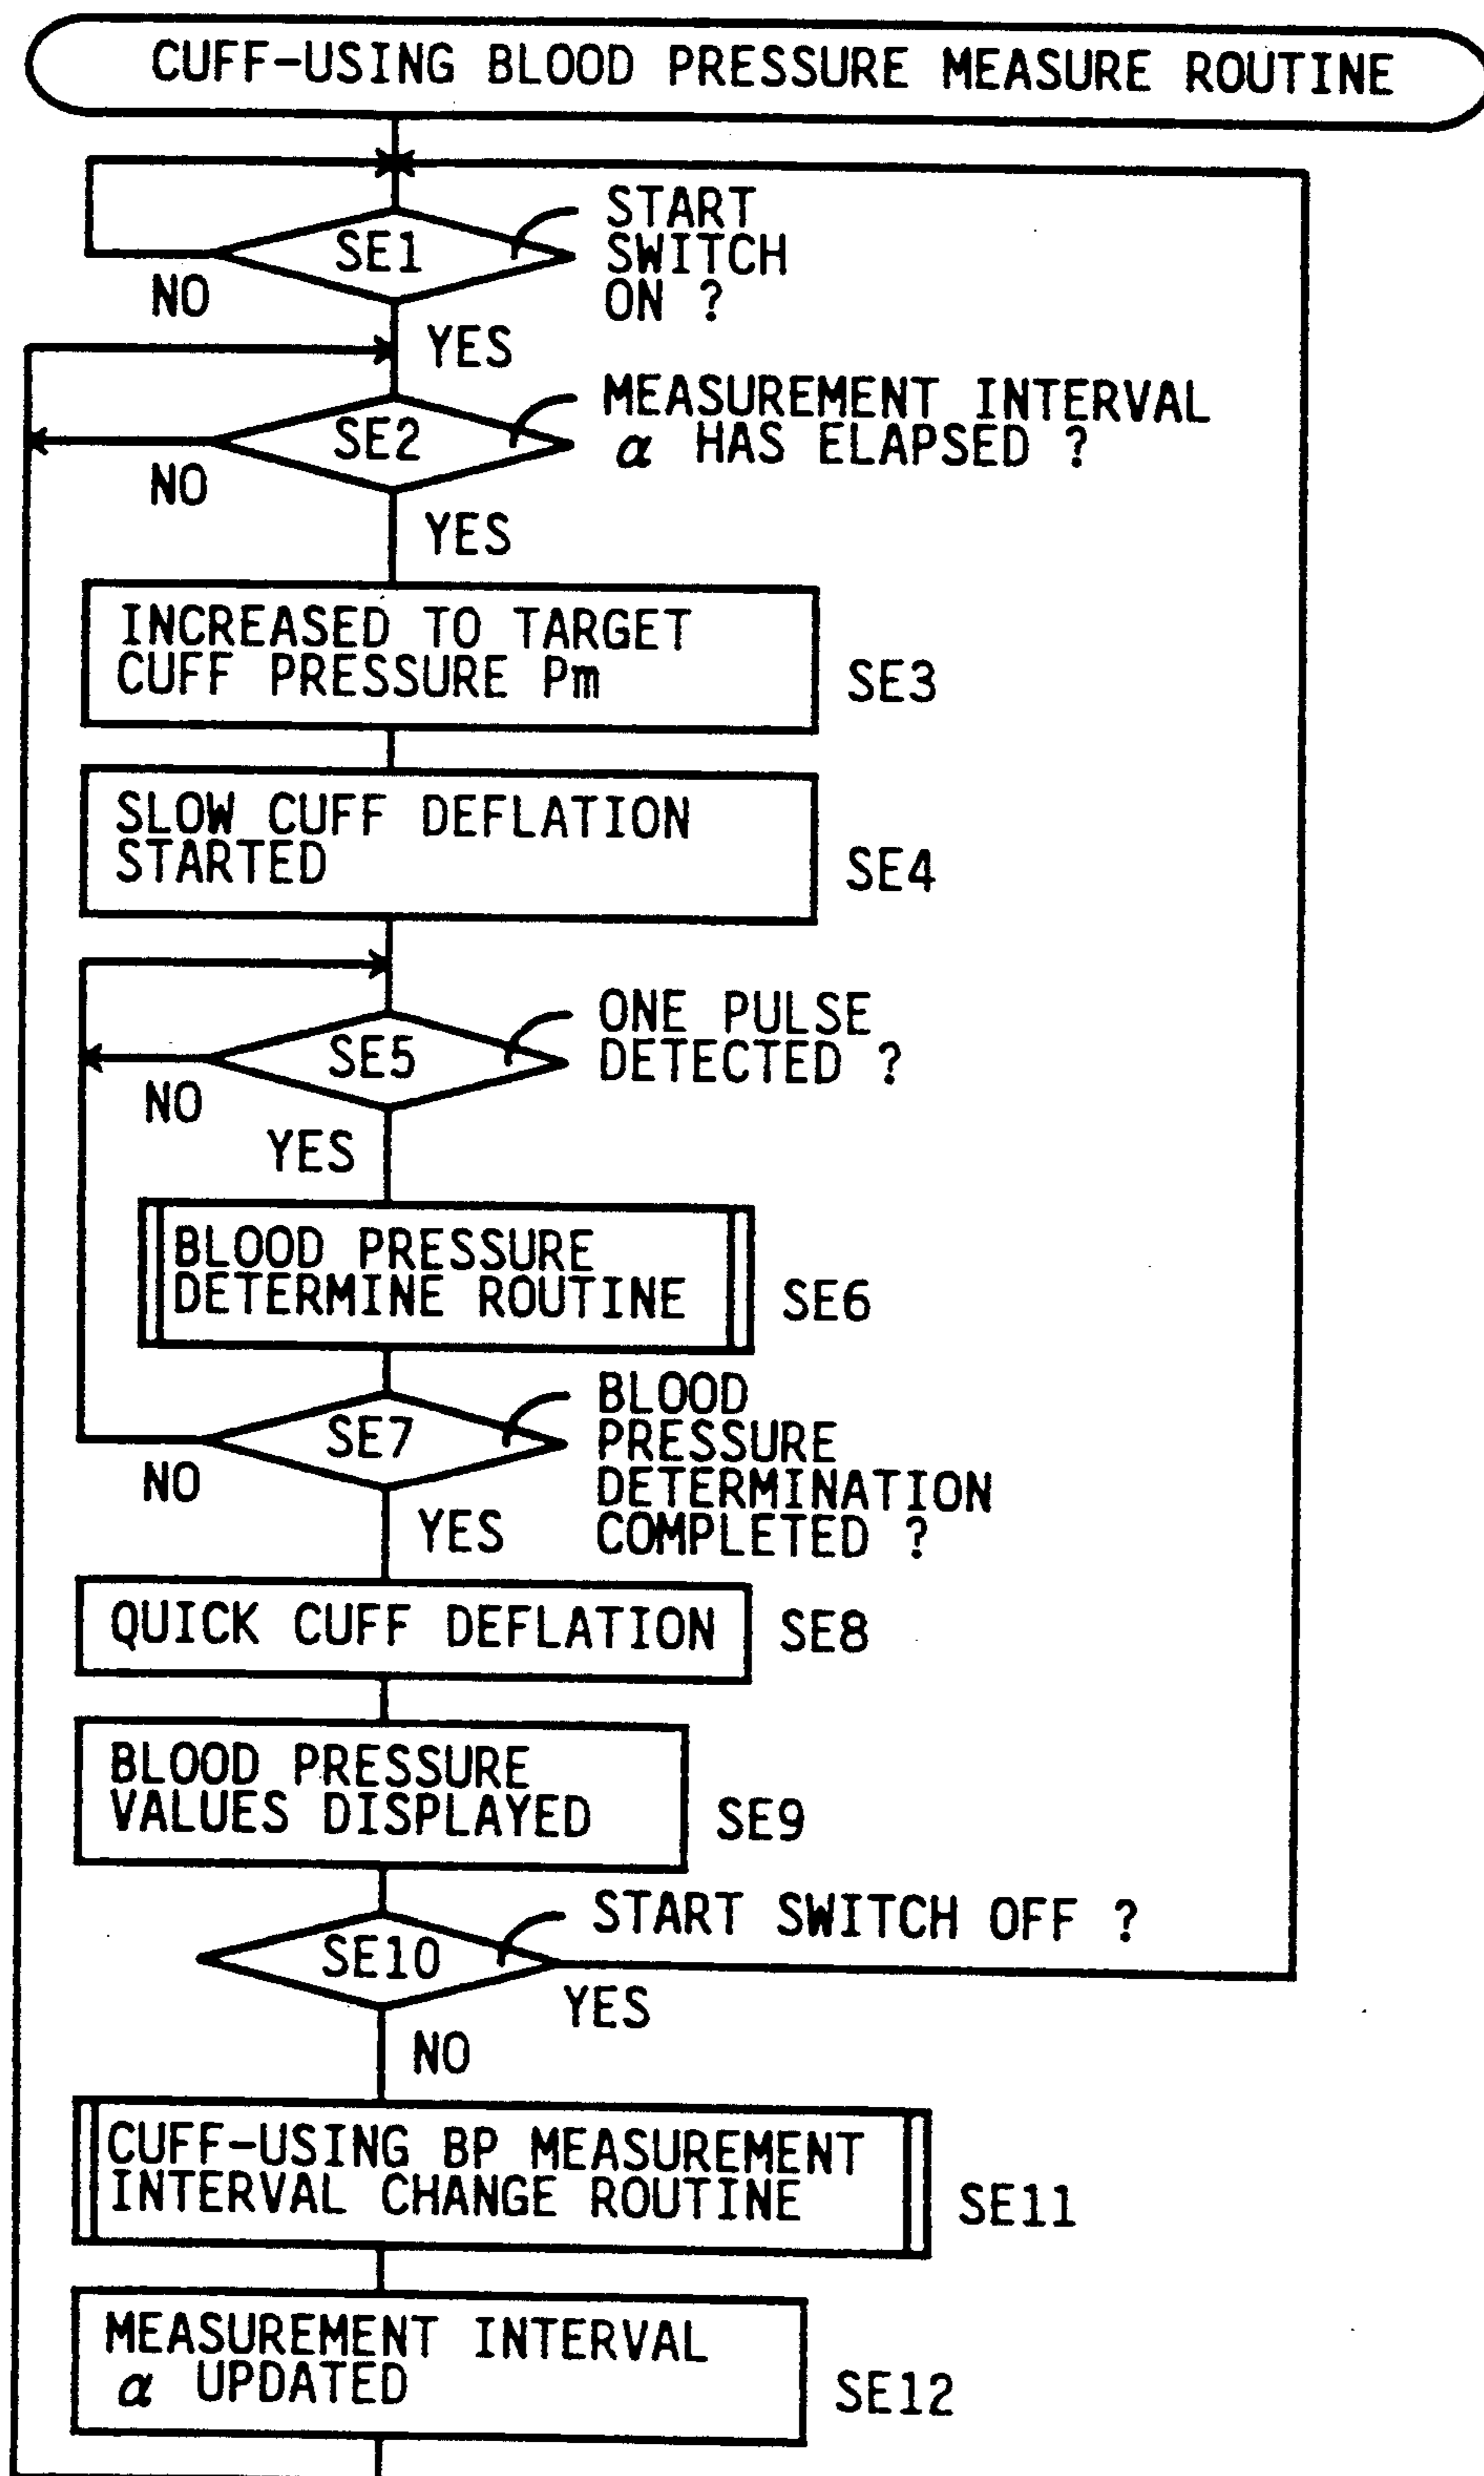 CUFF-USING BLOOD PRESSURE MEASURE ROUTINE
SE1
START
SWITCH
ON ?
NO
YES
SE2
MEASUREMENT INTERVAL
α HAS ELAPSED ?
NO
YES
INCREASED TO TARGET
CUFF PRESSURE Pm
SE3
SLOW CUFF DEFLATION
STARTED
SE4
SE5
ONE PULSE
DETECTED ?
NO
YES
BLOOD PRESSURE
DETERMINE ROUTINE
SE6
SE7
BLOOD
PRESSURE
DETERMINATION
COMPLETED ?
NO
YES
QUICK CUFF DEFLATION
SE8
BLOOD PRESSURE
VALUES DISPLAYED
SE9
SE10
START SWITCH OFF ?
YES
NO
CUFF-USING BP MEASUREMENT
INTERVAL CHANGE ROUTINE
SE11
MEASUREMENT INTERVAL
α UPDATED
SE12